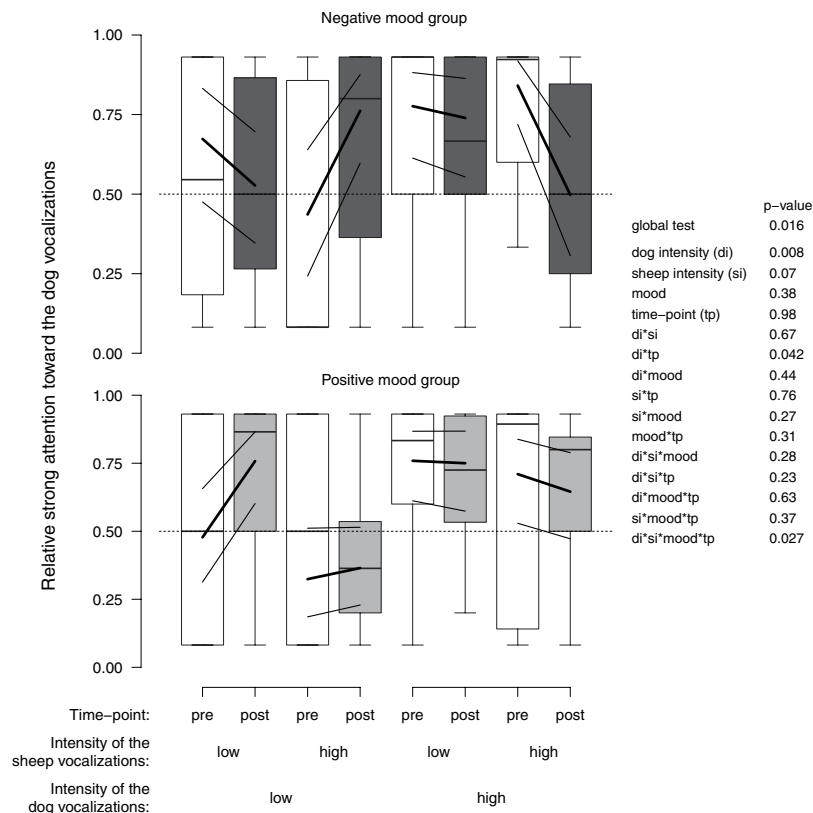 Negative mood group
1.00
0.75
0.50
0.25
0.00
Relative strong attention toward the dog vocalizations
Positive mood group
1.00
0.75
0.50
0.25
0.00
p−value
global test 0.016
dog intensity (di) 0.008
sheep intensity (si) 0.07
mood 0.38
time−point (tp) 0.98
di*si 0.67
di*tp 0.042
di*mood 0.44
si*tp 0.76
si*mood 0.27
mood*tp 0.31
di*si*mood 0.28
di*si*tp 0.23
di*mood*tp 0.63
si*mood*tp 0.37
di*si*mood*tp 0.027
Time−point: pre post pre post pre post pre post
Intensity of the
sheep vocalizations: low high low high
Intensity of the
dog vocalizations: low high